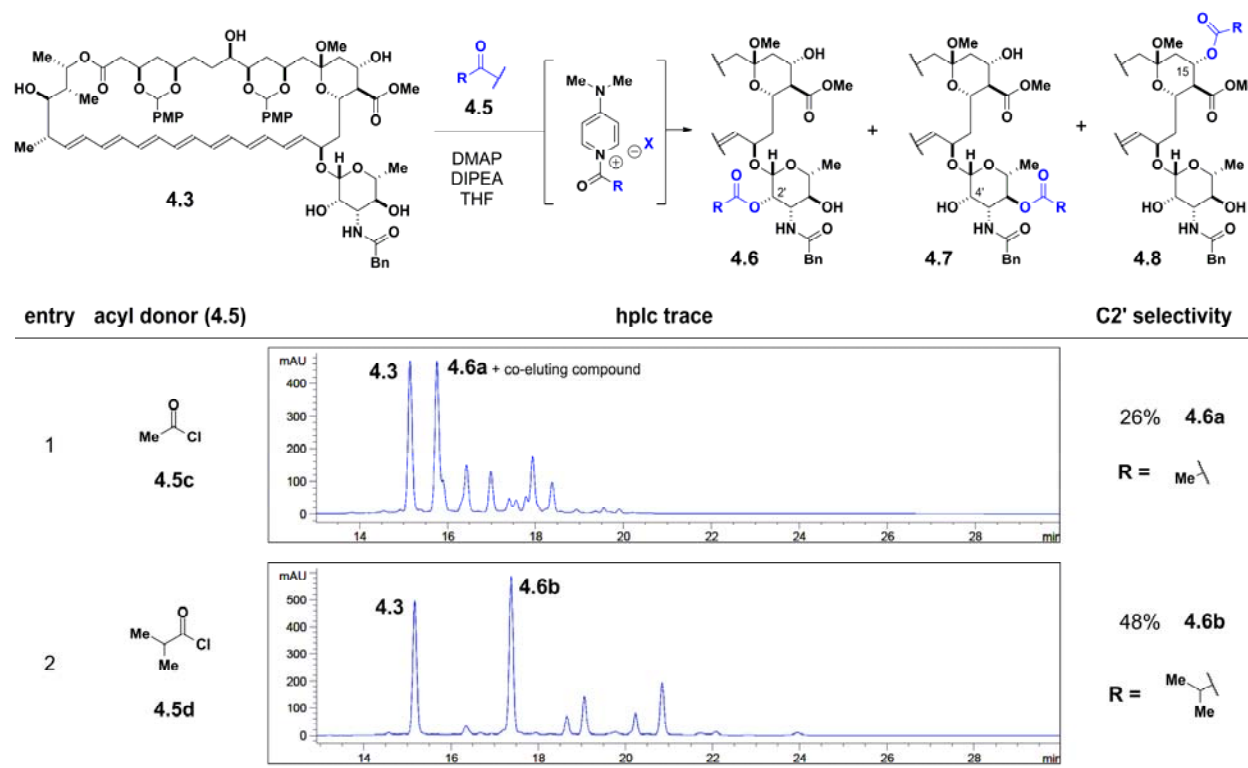 OH
O
OMe
OH
Me
O
O
OMe
HO
Me
O
O
O
O
O
PMP
PMP
Me
O
H
O
O
Me
HO
OH
HN
O
Bn
4.3
O
R
4.5
DMAP
DIPEA
THF
Me
N
Me
N
+
−
X
O
R
OMe
OH
O
OMe
O
O
H
O
Me
O
2'
R
O
OH
HN
O
Bn
4.6
+
OMe
OH
O
OMe
O
O
H
O
Me
4'
O
HO
O
R
HN
O
Bn
4.7
+
O
R
O
OMe
15
O
OMe
O
O
H
O
Me
HO
OH
HN
O
Bn
4.8
entry acyl donor (4.5) hplc trace C2' selectivity
1
O
Me
Cl
4.5c
mAU
400
300
200
100
0
4.3
4.6a + co-eluting compound
14 16 18 20 22 24 26 28 min
26% 4.6a
R = Me
2
O
Me
Cl
Me
4.5d
mAU
500
400
300
200
100
0
4.3
4.6b
14 16 18 20 22 24 26 28 min
48% 4.6b
R = Me
Me